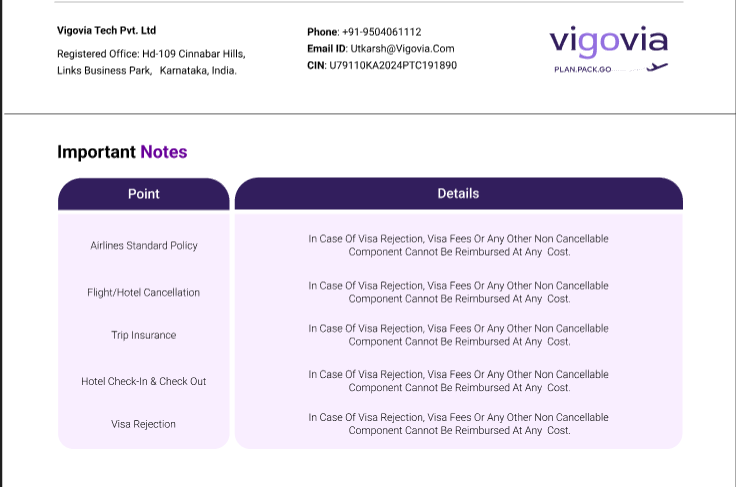 Vigovia Tech Pvt. Ltd
Registered Office: Hd-109 Cinnabar Hills,
Links Business Park,   Karnataka, India.
Phone: +91-9504061112
Email ID: Utkarsh@Vigovia.Com
CIN: U79110KA2024PTC191890
vigovia
PLAN.PACK.GO
Important Notes
Point
Details
Airlines Standard Policy
In Case Of Visa Rejection, Visa Fees Or Any Other Non Cancellable
Component Cannot Be Reimbursed At Any  Cost.
Flight/Hotel Cancellation
In Case Of Visa Rejection, Visa Fees Or Any Other Non Cancellable
Component Cannot Be Reimbursed At Any  Cost.
Trip Insurance
In Case Of Visa Rejection, Visa Fees Or Any Other Non Cancellable
Component Cannot Be Reimbursed At Any  Cost.
Hotel Check-In & Check Out
In Case Of Visa Rejection, Visa Fees Or Any Other Non Cancellable
Component Cannot Be Reimbursed At Any  Cost.
Visa Rejection
In Case Of Visa Rejection, Visa Fees Or Any Other Non Cancellable
Component Cannot Be Reimbursed At Any  Cost.